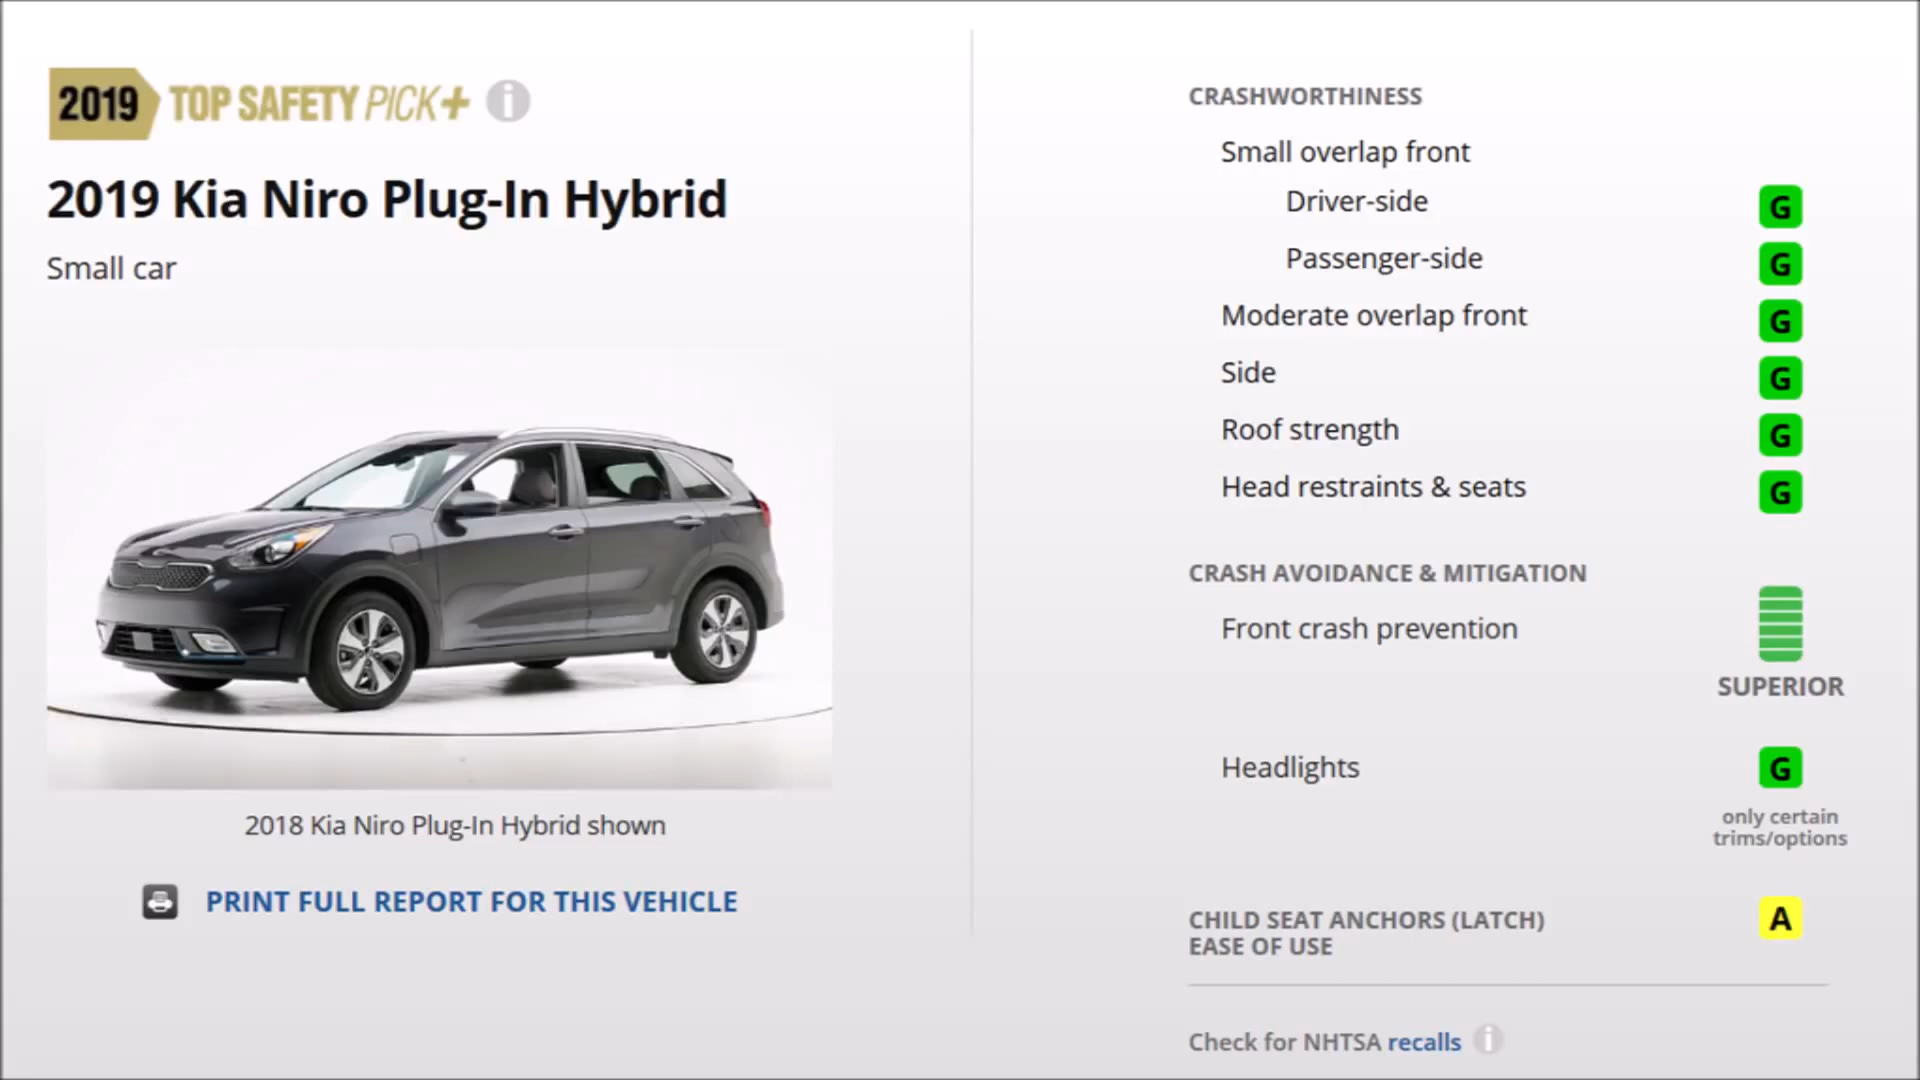 2019 TOP SAFETY PICK+
2019 Kia Niro Plug-In Hybrid
Small car
2018 Kia Niro Plug-In Hybrid shown
PRINT FULL REPORT FOR THIS VEHICLE
CRASHWORTHINESS
Small overlap front
Driver-side G
Passenger-side G
Moderate overlap front G
Side G
Roof strength G
Head restraints & seats G
CRASH AVOIDANCE & MITIGATION
Front crash prevention
SUPERIOR
Headlights G
only certain
trims/options
CHILD SEAT ANCHORS (LATCH) A
EASE OF USE
Check for NHTSA recalls